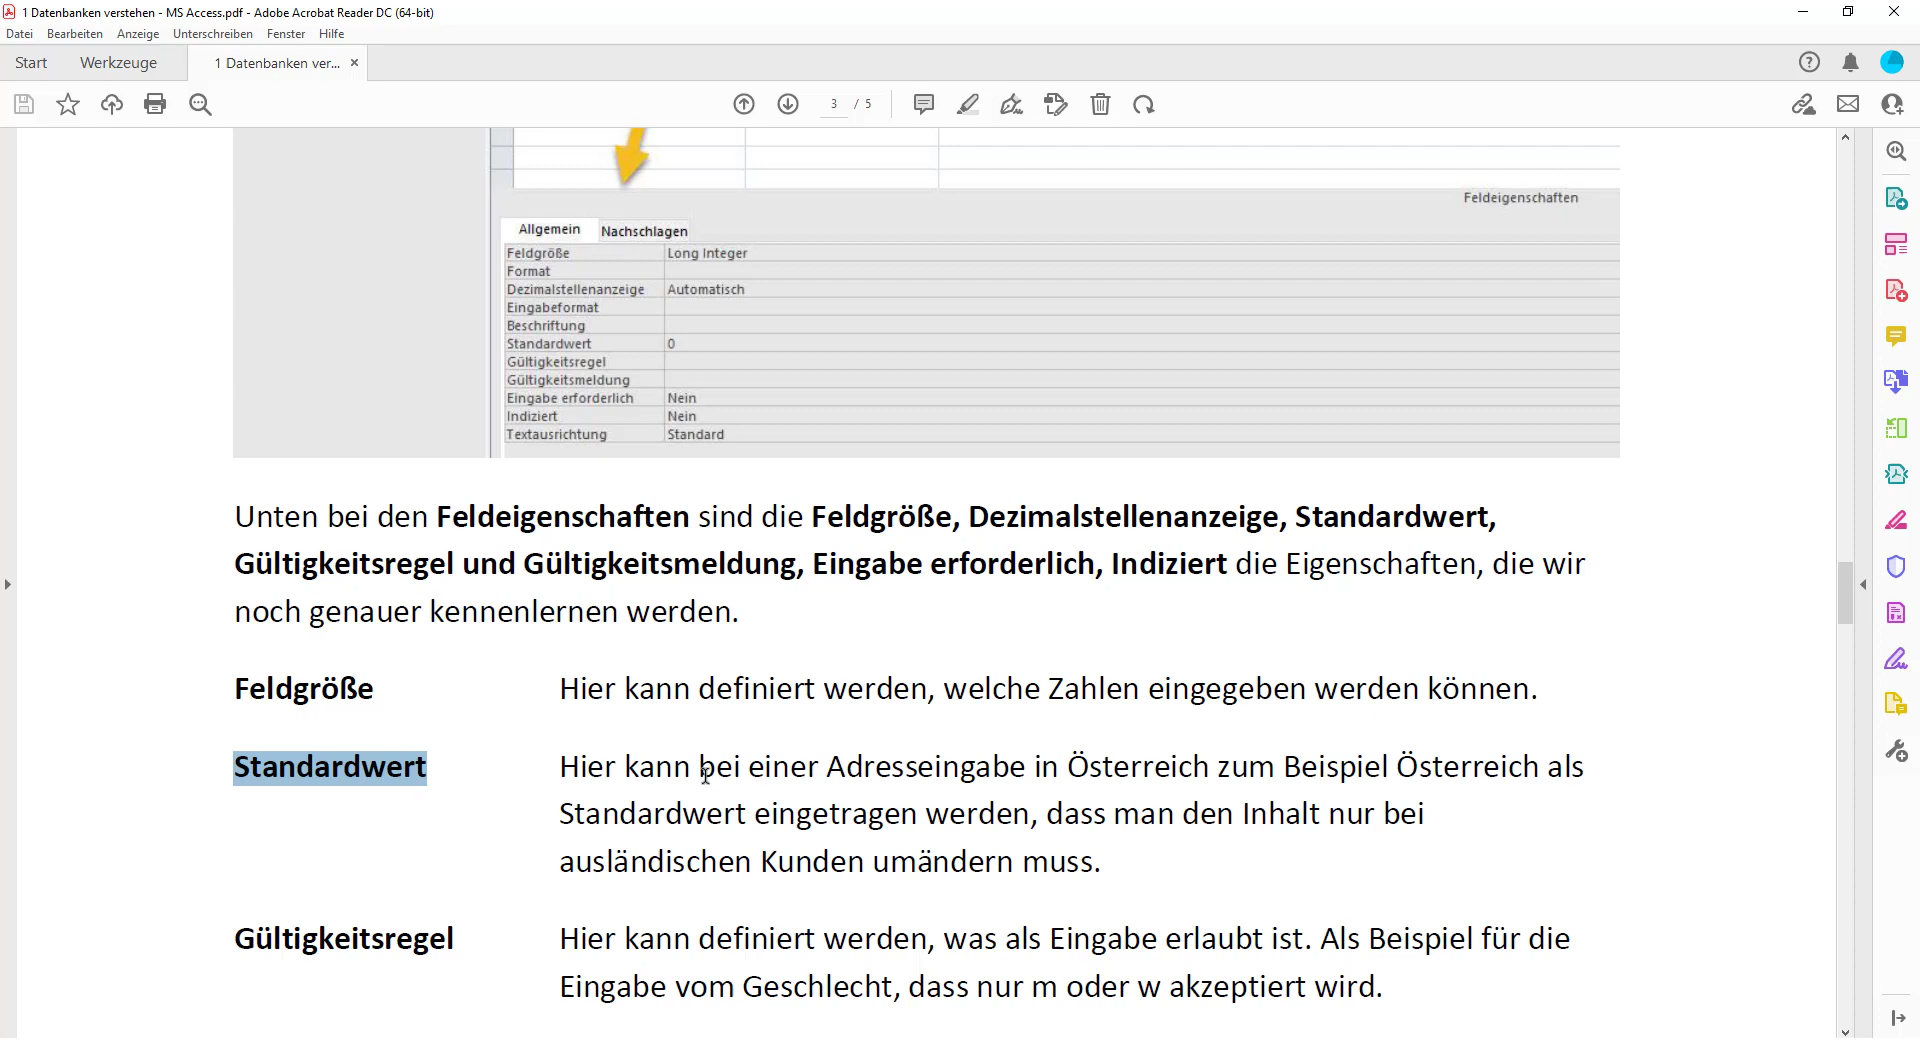 1 Datenbanken verstehen - MS Access.pdf - Adobe Acrobat Reader DC (64-bit)
Datei Bearbeiten Anzeige Unterschreiben Fenster Hilfe
Start Werkzeuge 1 Datenbanken ver... ×
3 / 5
Feldeigenschaften
Allgemein Nachschlagen
Feldgröße Long Integer
Format
Dezimalstellenanzeige Automatisch
Eingabeformat
Beschriftung
Standardwert 0
Gültigkeitsregel
Gültigkeitsmeldung
Eingabe erforderlich Nein
Indiziert Nein
Textausrichtung Standard
Unten bei den Feldeigenschaften sind die Feldgröße, Dezimalstellenanzeige, Standardwert,
Gültigkeitsregel und Gültigkeitsmeldung, Eingabe erforderlich, Indiziert die Eigenschaften, die wir
noch genauer kennenlernen werden.
Feldgröße Hier kann definiert werden, welche Zahlen eingegeben werden können.
Standardwert Hier kann bei einer Adresseingabe in Österreich zum Beispiel Österreich als
Standardwert eingetragen werden, dass man den Inhalt nur bei
ausländischen Kunden umändern muss.
Gültigkeitsregel Hier kann definiert werden, was als Eingabe erlaubt ist. Als Beispiel für die
Eingabe vom Geschlecht, dass nur m oder w akzeptiert wird.